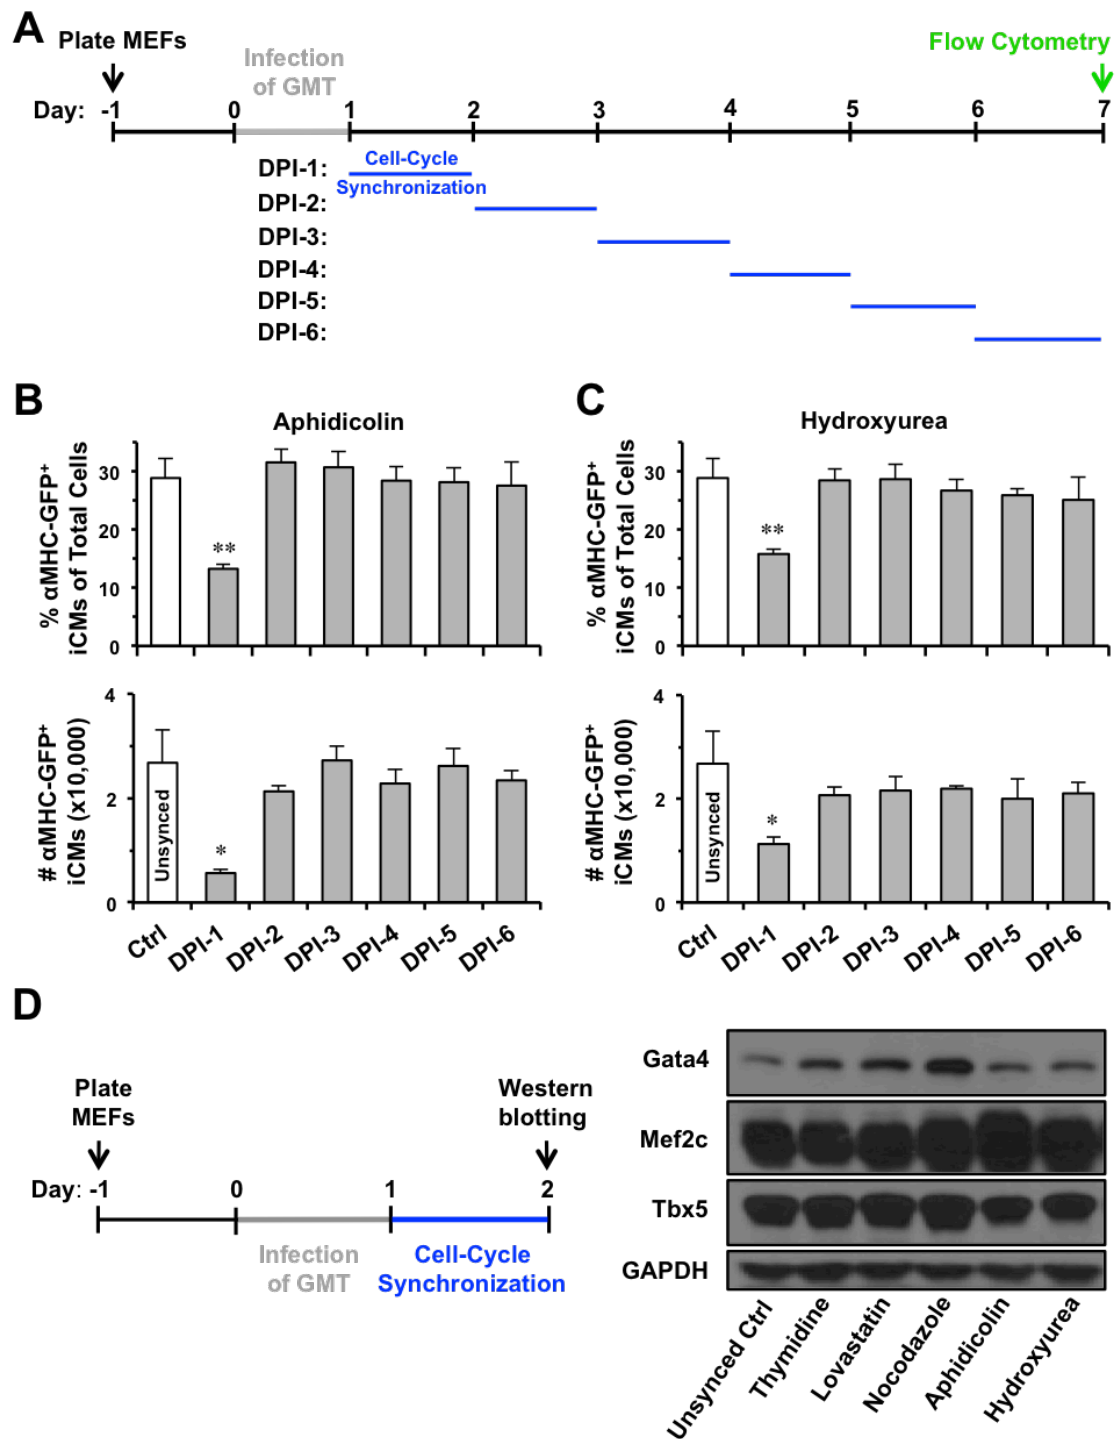 A
Plate MEFs
Infection
of GMT
Flow Cytometry
Day: -1 0 1 2 3 4 5 6 7
DPI-1:
Cell-Cycle
Synchronization
DPI-2:
DPI-3:
DPI-4:
DPI-5:
DPI-6:
B
Aphidicolin
% αMHC-GFP+
iCMs of Total Cells
30
20
10
0
**
# αMHC-GFP+
iCMs (x10,000)
4
2
0
Unsynced
*
Ctrl DPI-1 DPI-2 DPI-3 DPI-4 DPI-5 DPI-6
C
Hydroxyurea
% αMHC-GFP+
iCMs of Total Cells
30
20
10
0
**
# αMHC-GFP+
iCMs (x10,000)
4
2
0
Unsynced
*
Ctrl DPI-1 DPI-2 DPI-3 DPI-4 DPI-5 DPI-6
D
Plate
MEFs
Western
blotting
Day: -1 0 1 2
Infection
of GMT
Cell-Cycle
Synchronization
Gata4
Mef2c
Tbx5
GAPDH
Unsynced Ctrl
Thymidine
Lovastatin
Nocodazole
Aphidicolin
Hydroxyurea